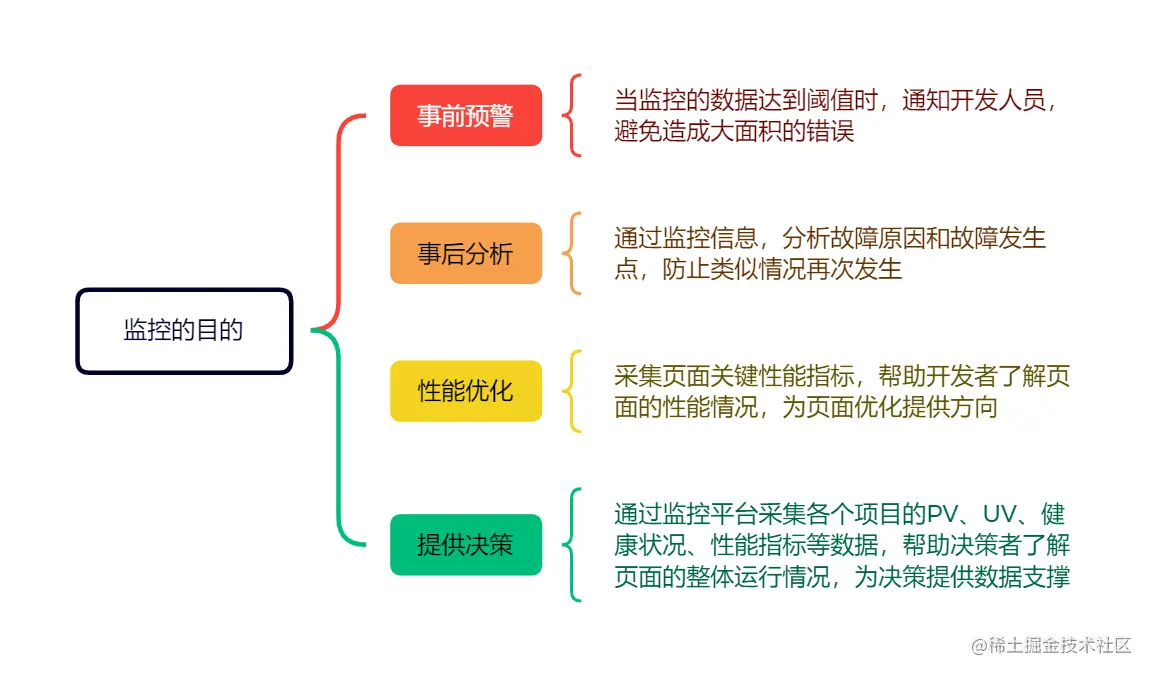 事前预警
当监控的数据达到阈值时，通知开发人员，
避免造成大面积的错误
事后分析
通过监控信息，分析故障原因和故障发生
点，防止类似情况再次发生
监控的目的
性能优化
采集页面关键性能指标，帮助开发者了解页
面的性能情况，为页面优化提供方向
提供决策
通过监控平台采集各个项目的PV、UV、健
康状况、性能指标等数据，帮助决策者了解
页面的整体运行情况，为决策提供数据支撑
@稀土掘金技术社区